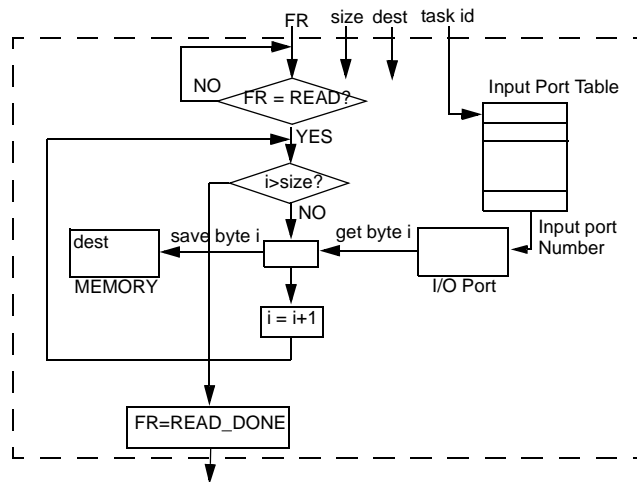 FR
size
dest
task id
NO
FR = READ?
Input Port Table
YES
i>size?
NO
dest
save byte i
get byte i
Input port
Number
MEMORY
I/O Port
i = i+1
FR=READ_DONE